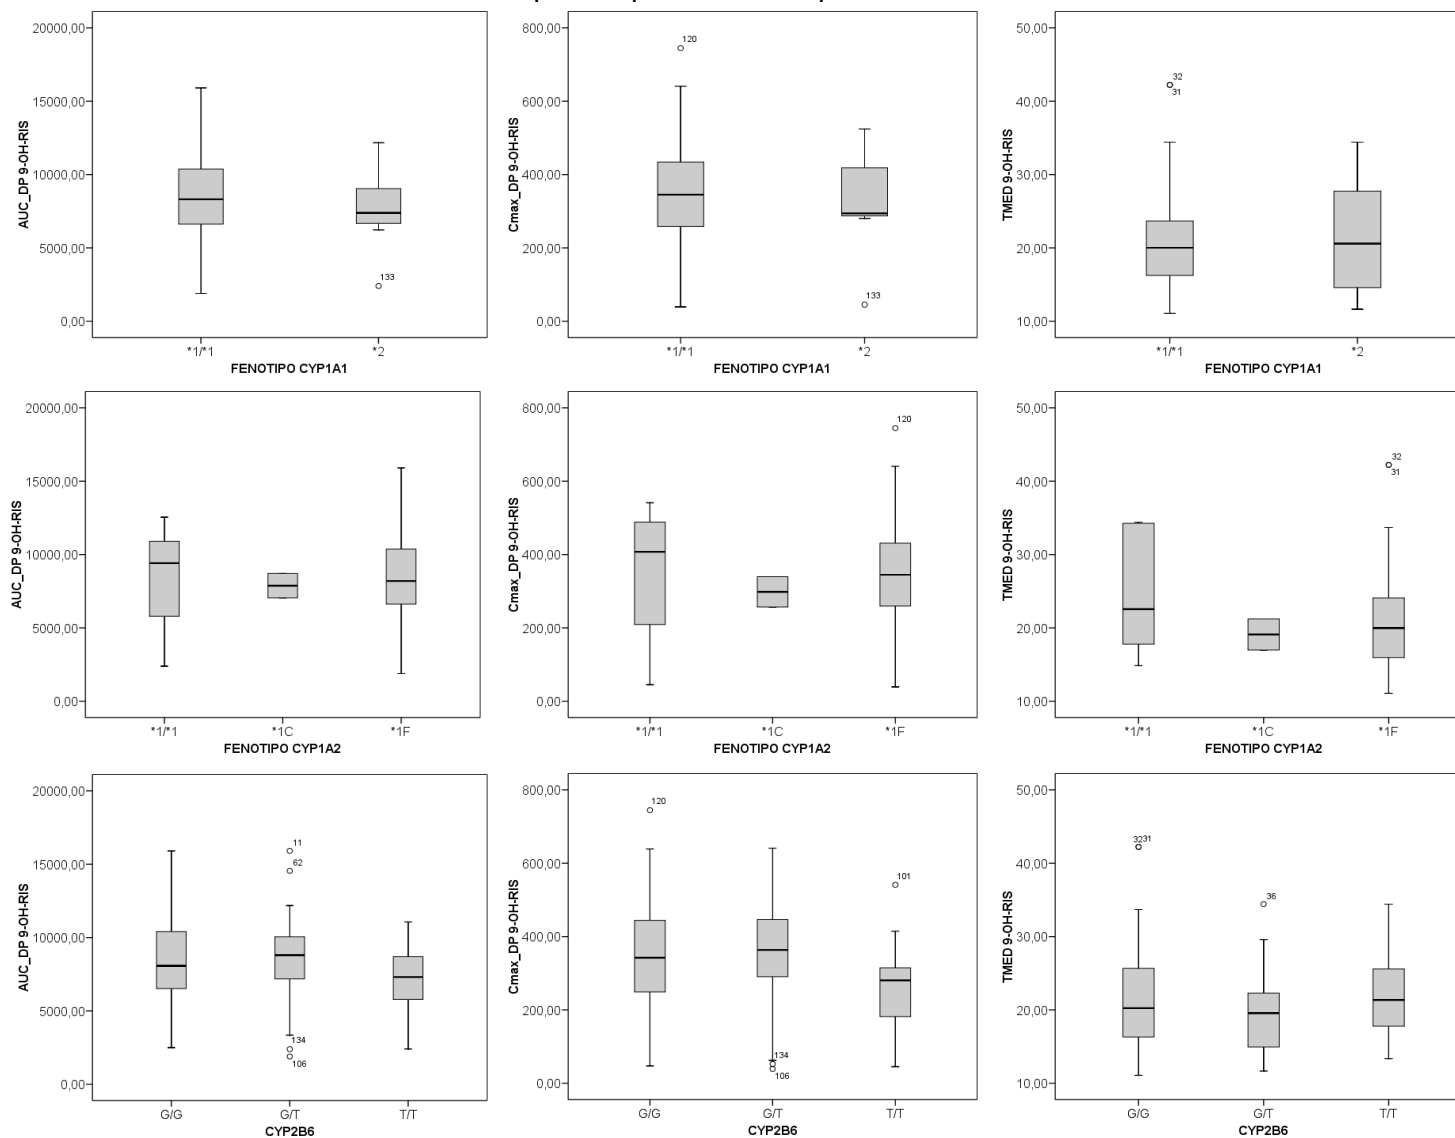 20000,00
15000,00
10000,00
5000,00
0,00
AUC_DP 9-OH-RIS
133
*1/*1
*2
FENOTIPO CYP1A1
800,00
600,00
400,00
200,00
0,00
Cmax_DP 9-OH-RIS
120
133
*1/*1
*2
FENOTIPO CYP1A1
50,00
40,00
30,00
20,00
10,00
TMED 9-OH-RIS
32
31
*1/*1
*2
FENOTIPO CYP1A1
20000,00
15000,00
10000,00
5000,00
0,00
AUC_DP 9-OH-RIS
*1/*1
*1C
*1F
FENOTIPO CYP1A2
800,00
600,00
400,00
200,00
0,00
Cmax_DP 9-OH-RIS
120
*1/*1
*1C
*1F
FENOTIPO CYP1A2
50,00
40,00
30,00
20,00
10,00
TMED 9-OH-RIS
32
31
*1/*1
*1C
*1F
FENOTIPO CYP1A2
20000,00
15000,00
10000,00
5000,00
0,00
AUC_DP 9-OH-RIS
11
62
134
106
G/G
G/T
T/T
CYP2B6
800,00
600,00
400,00
200,00
0,00
Cmax_DP 9-OH-RIS
120
134
106
101
G/G
G/T
T/T
CYP2B6
50,00
40,00
30,00
20,00
10,00
TMED 9-OH-RIS
3231
36
G/G
G/T
T/T
CYP2B6